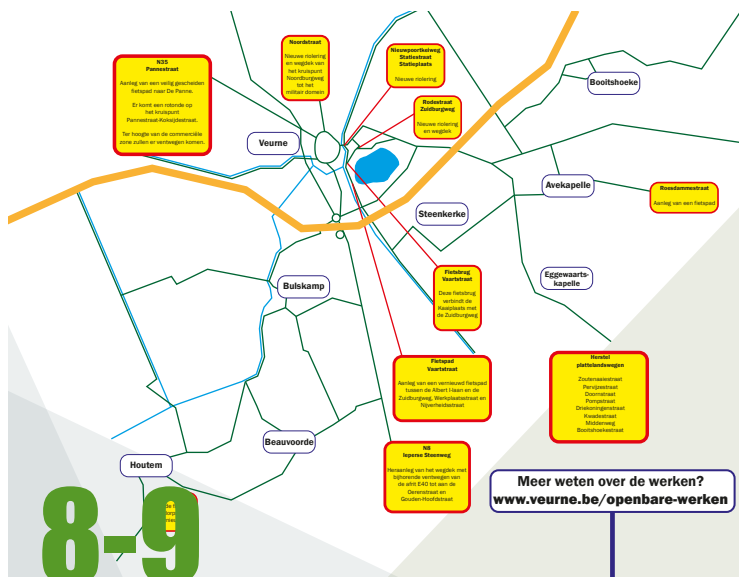 N35
Pannestraat
Aanleg van een veilig gescheiden
fietspad naar De Panne.
Er komt een rotonde op
het kruispunt
Pannestraat-Koksijdestraat.
Ter hoogte van de commerciële
zone zullen er ventwegen komen.
Noordstraat
Nieuwe riolering
en wegdek van
het kruispunt
Noordburgweg
tot het
militair domein
Nieuwpoortkeiweg
Statiestraat
Statieplaats
Nieuwe riolering
Rodestraat
Zuidburgweg
Nieuwe riolering
en wegdek
Booitshoeke
Veurne
Avekapelle
Roesdammestraat
Aanleg van een fietspad
Steenkerke
Eggewaarts-
kapelle
Bulskamp
Fietsbrug
Vaartstraat
Deze fietsbrug
verbindt de
Kaaiplaats met
de Zuidburgweg
Fietspad
Vaartstraat
Aanleg van een vernieuwd fietspad
tussen de Albert Haan en de
Zuidburgweg, Werkplaatsstraat en
Nijverheidsstraat
Herstel
plattelandswegen
Zoutenaaiestraat
Pervijzestraat
Doornstraat
Pompstraat
Driekoningenstraat
Kwadestraat
Middenweg
Booitshoekestraat
Beauvoorde
N8
Ieperse Steenweg
Heraanleg van het wegdek met
bijhorende ventwegen van
de afrit E40 tot aan de
Oerenstraat en
Gouden-Hoofdstraat
Houtem
Meer weten over de werken?
www.veurne.be/openbare-werken
8-9